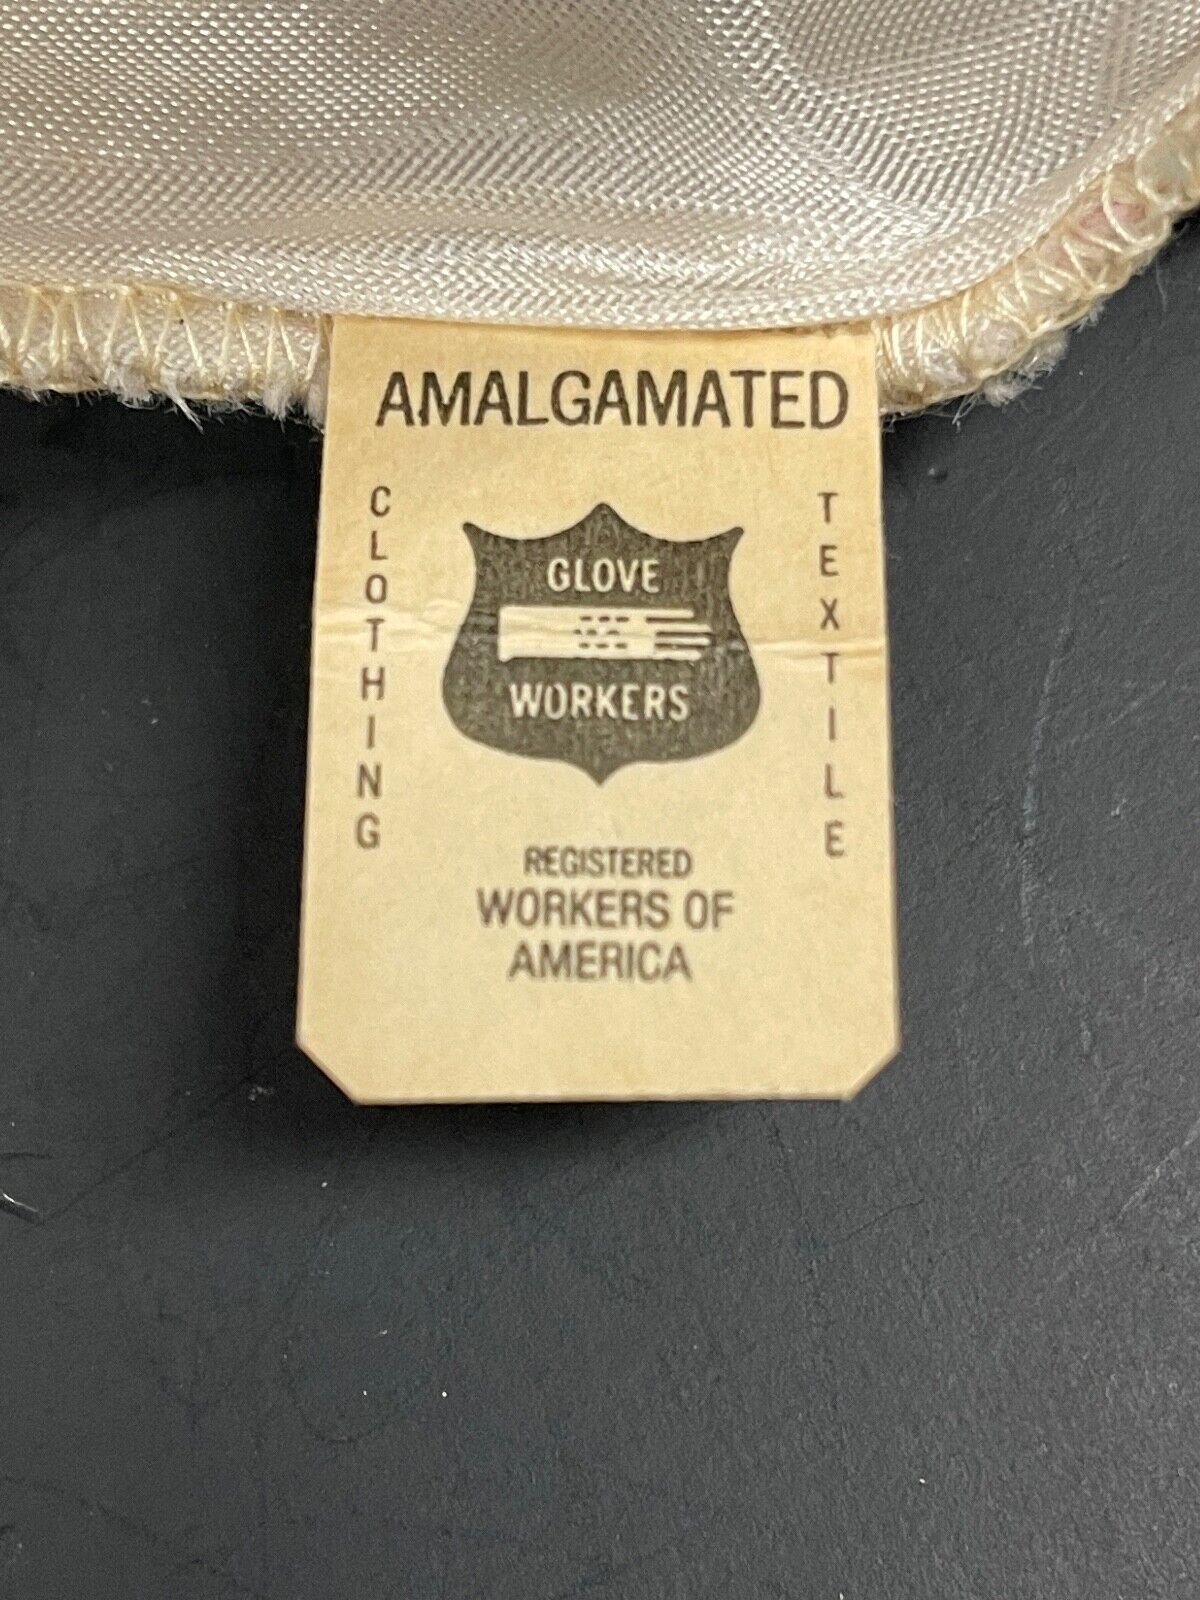 AMALGAMATED
CLOTHING
TEXTILE
GLOVE
WORKERS
REGISTERED
WORKERS OF
AMERICA